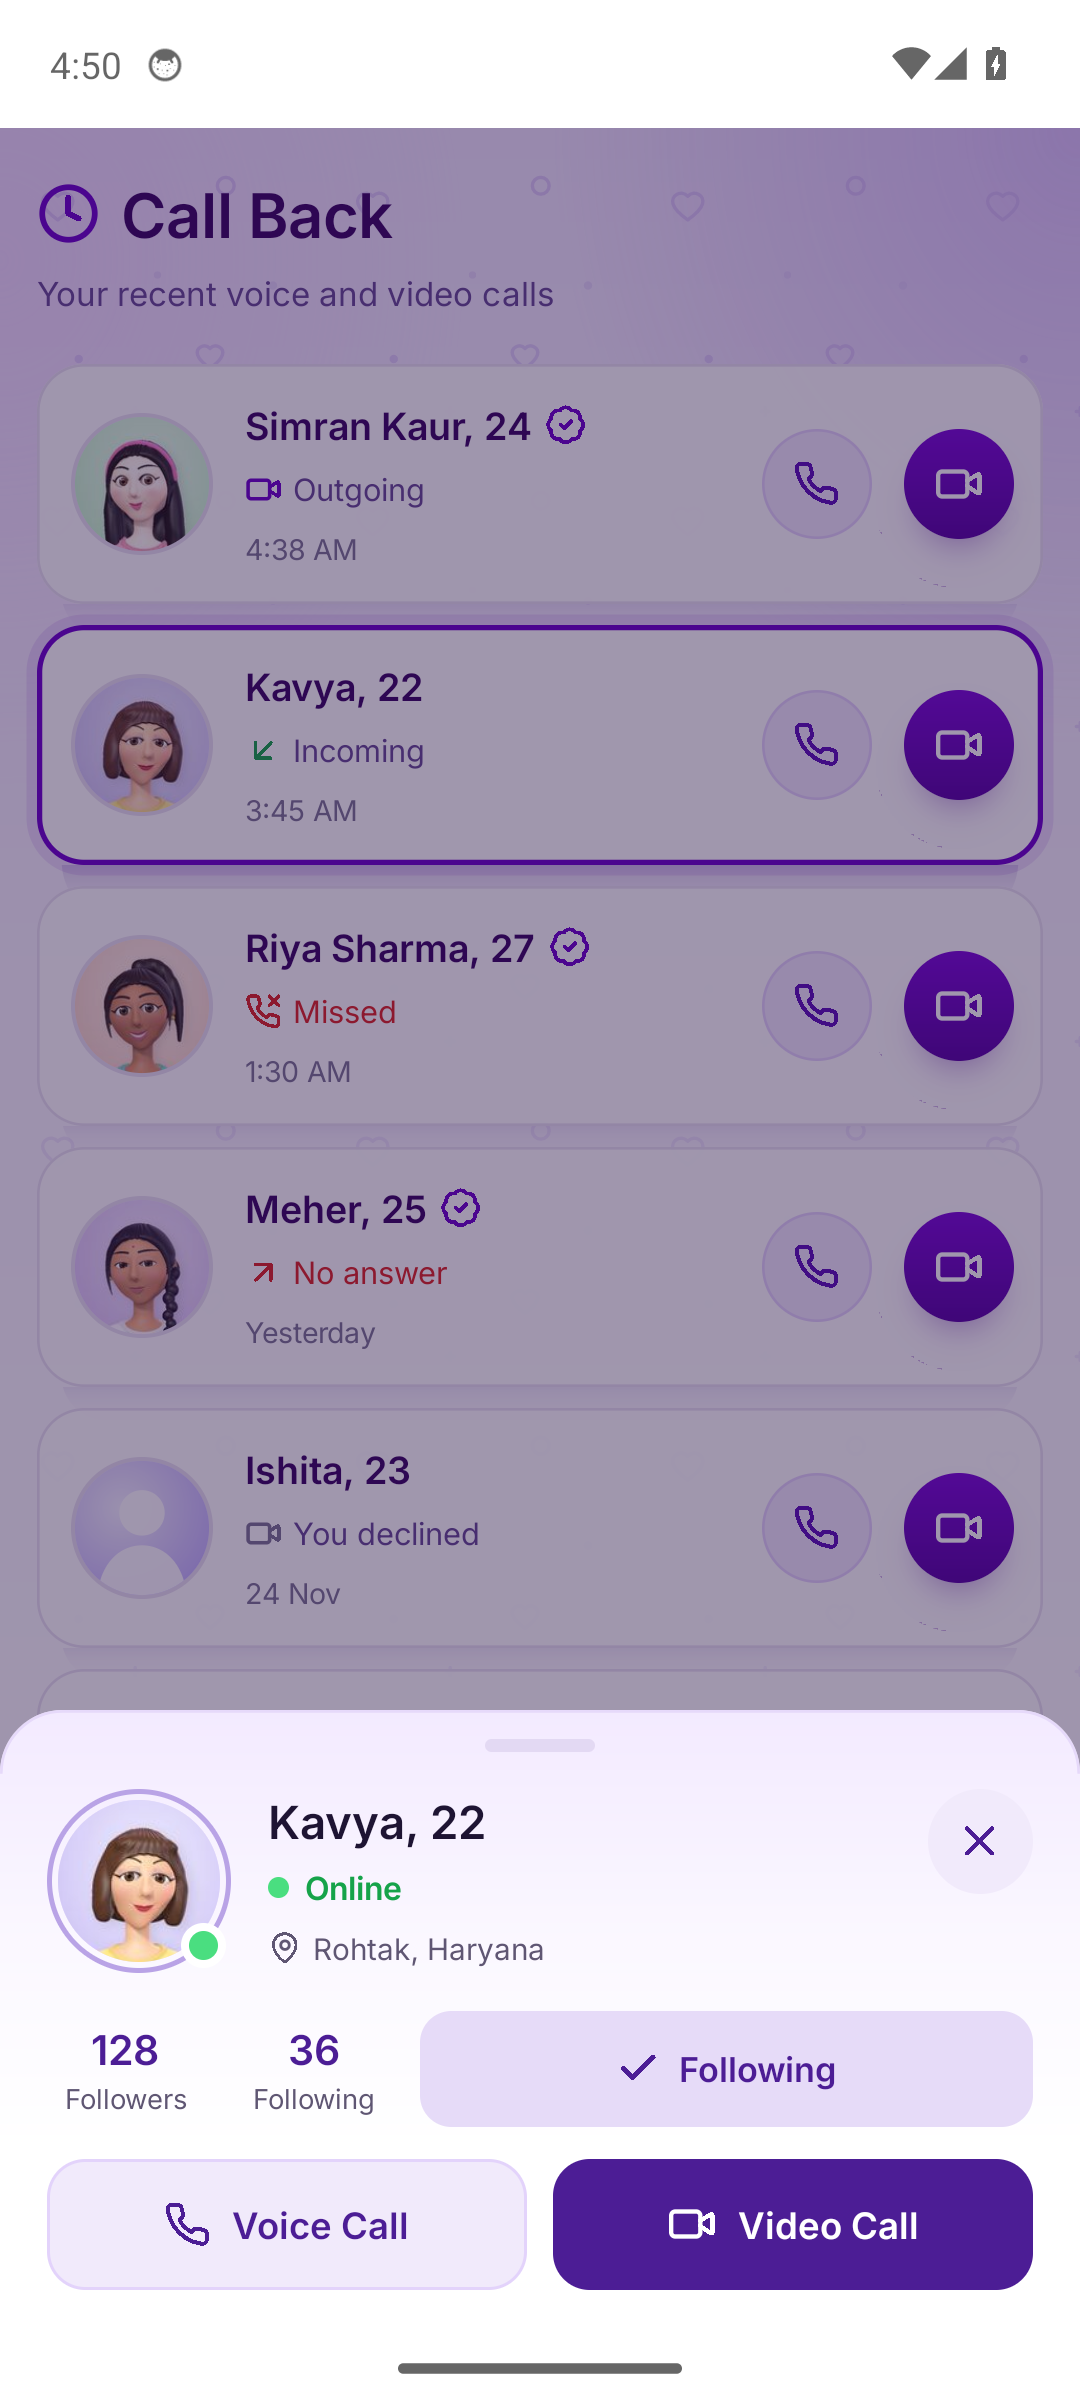 4:50
Call Back
Your recent voice and video calls
Simran Kaur, 24
Outgoing
4:38 AM
Kavya, 22
Incoming
3:45 AM
Riya Sharma, 27
Missed
1:30 AM
Meher, 25
No answer
Yesterday
Ishita, 23
You declined
24 Nov
Kavya, 22
Online
Rohtak, Haryana
128 36
Followers Following
Following
Voice Call Video Call